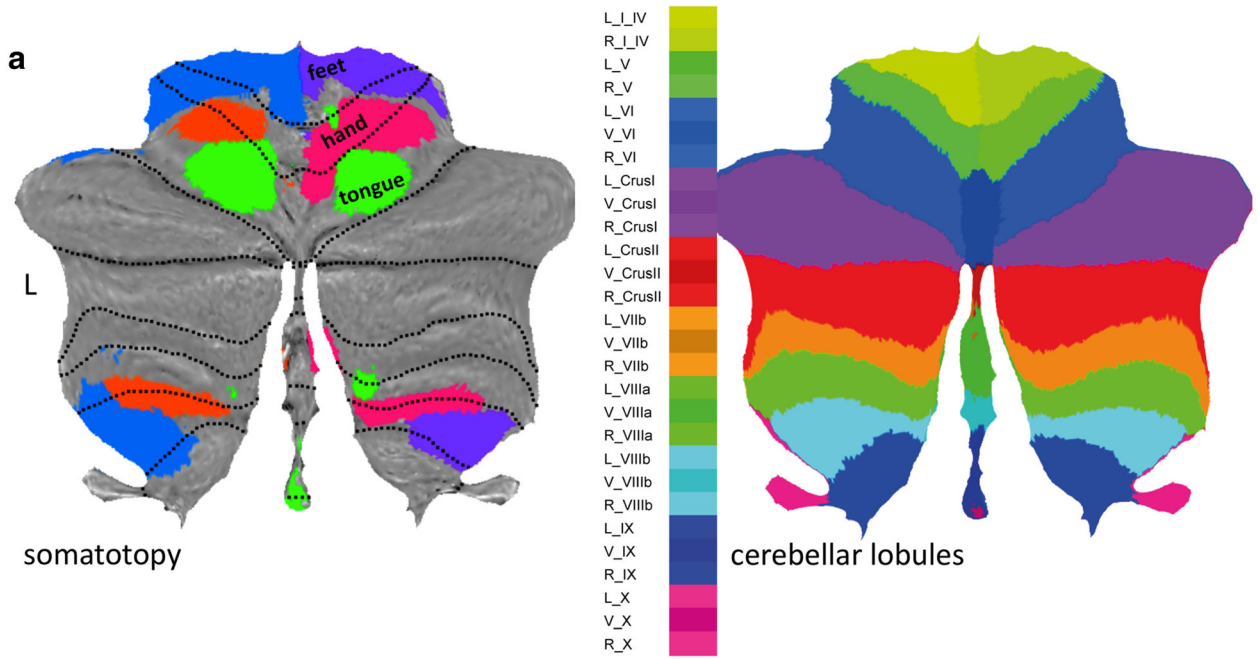 a
feet
hand
tongue
L
somatotopy
L_I_IV
R_I_IV
L_V
R_V
L_VI
V_VI
R_VI
L_CrusI
V_CrusI
R_CrusI
L_CrusII
V_CrusII
R_CrusII
L_VIIb
V_VIIb
R_VIIb
L_VIIIa
V_VIIIa
R_VIIIa
L_VIIIb
V_VIIIb
R_VIIIb
L_IX
V_IX
R_IX
L_X
V_X
R_X
cerebellar lobules